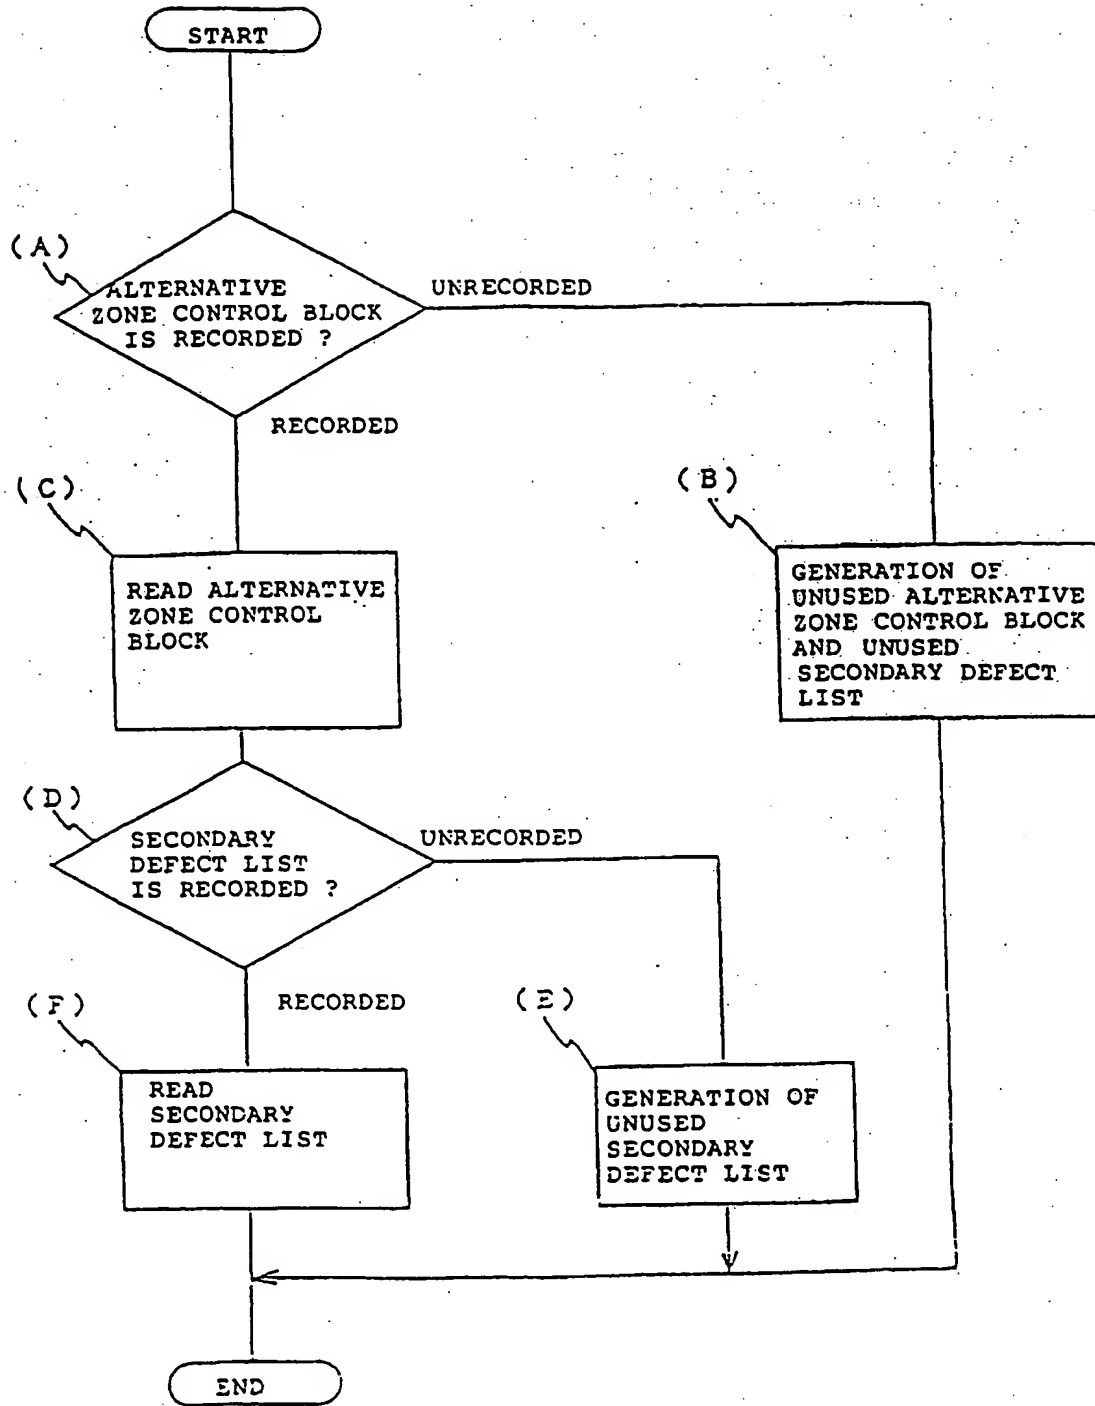 START
(A)
ALTERNATIVE
ZONE CONTROL BLOCK
IS RECORDED ?
UNRECORDED
RECORDED
(C)
READ ALTERNATIVE
ZONE CONTROL
BLOCK
(B)
GENERATION OF
UNUSED ALTERNATIVE
ZONE CONTROL BLOCK
AND UNUSED
SECONDARY DEFECT
LIST
(D)
SECONDARY
DEFECT LIST
IS RECORDED ?
UNRECORDED
RECORDED
(F)
READ
SECONDARY
DEFECT LIST
(E)
GENERATION OF
UNUSED
SECONDARY
DEFECT LIST
END